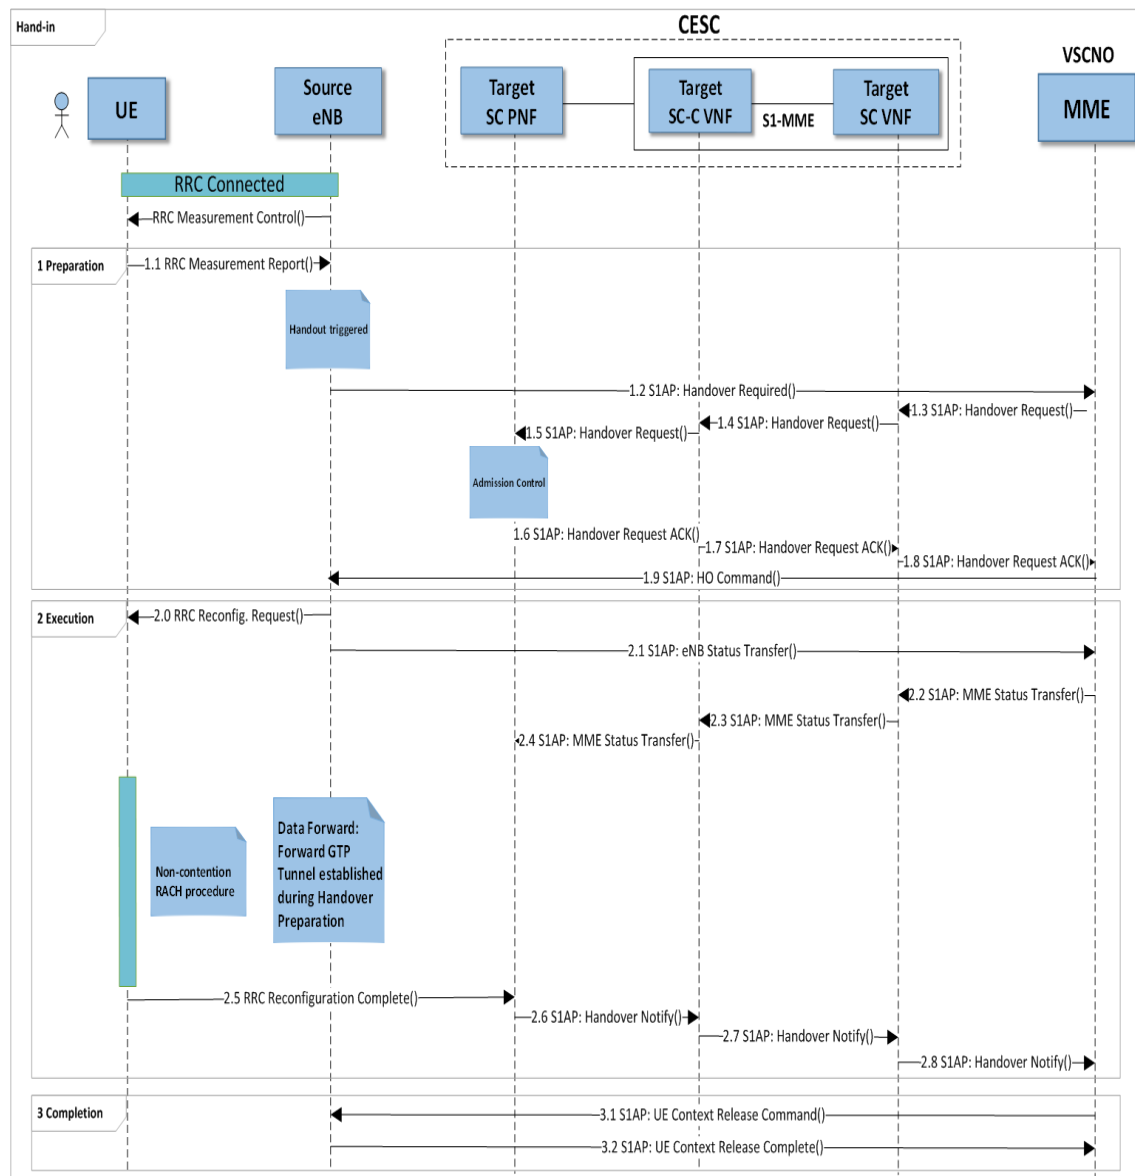 Hand-in
CESC
VSCNO
UE
Source
eNB
Target
SC PNF
Target
SC-C VNF
S1-MME
Target
SC VNF
MME
RRC Connected
RRC Measurement Control()
1 Preparation
1.1 RRC Measurement Report()
Handout triggered
1.2 S1AP: Handover Required()
1.3 S1AP: Handover Request()
1.4 S1AP: Handover Request()
1.5 S1AP: Handover Request()
Admission Control
1.6 S1AP: Handover Request ACK()
1.7 S1AP: Handover Request ACK()
1.8 S1AP: Handover Request ACK()
1.9 S1AP: HO Command()
2 Execution
2.0 RRC Reconfig. Request()
2.1 S1AP: eNB Status Transfer()
2.2 S1AP: MME Status Transfer()
2.3 S1AP: MME Status Transfer()
2.4 S1AP: MME Status Transfer()
Non-contention
RACH procedure
Data Forward:
Forward GTP
Tunnel established
during Handover
Preparation
2.5 RRC Reconfiguration Complete()
2.6 S1AP: Handover Notify()
2.7 S1AP: Handover Notify()
2.8 S1AP: Handover Notify()
3 Completion
3.1 S1AP: UE Context Release Command()
3.2 S1AP: UE Context Release Complete()